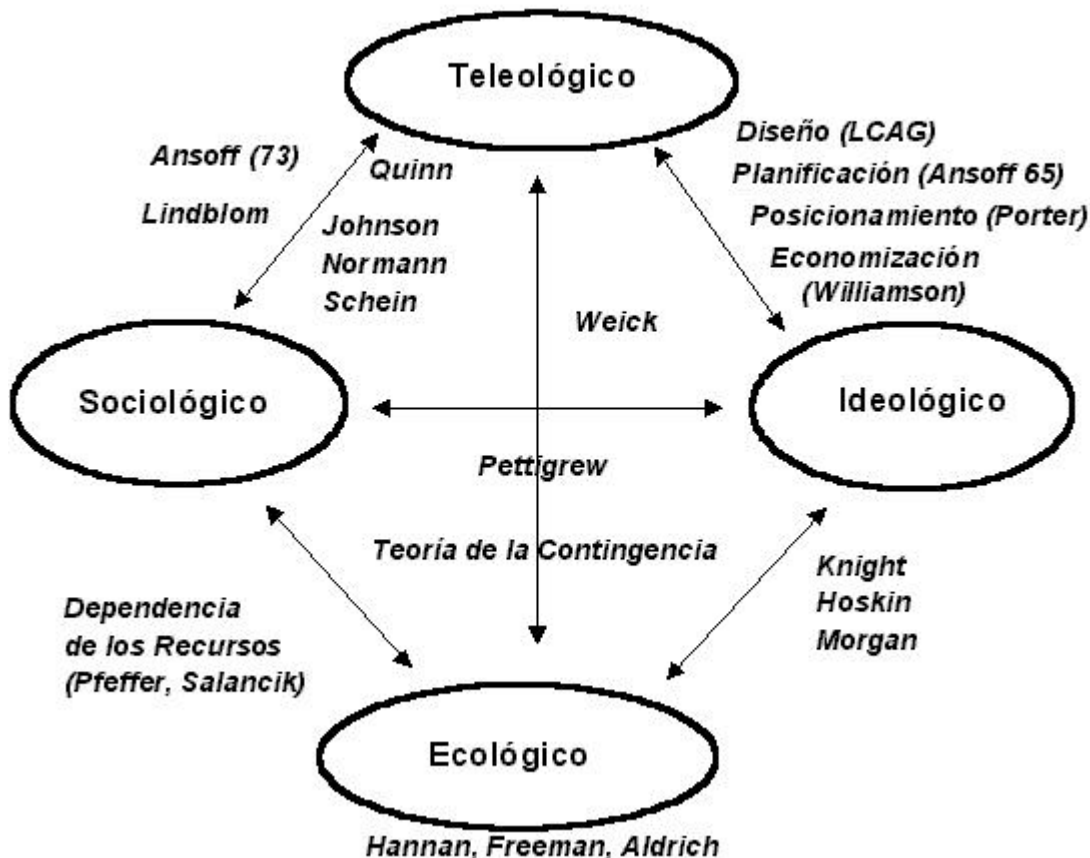 Teleológico
Ansoff (73)
Quinn
Lindblom
Johnson
Normann
Schein
Diseño (LCAG)
Planificación (Ansoff 65)
Posicionamiento (Porter)
Economización
(Williamson)
Weick
Sociológico
Ideológico
Pettigrew
Teoría de la Contingencia
Dependencia
de los Recursos
(Pfeffer, Salancik)
Knight
Hoskin
Morgan
Ecológico
Hannan, Freeman, Aldrich